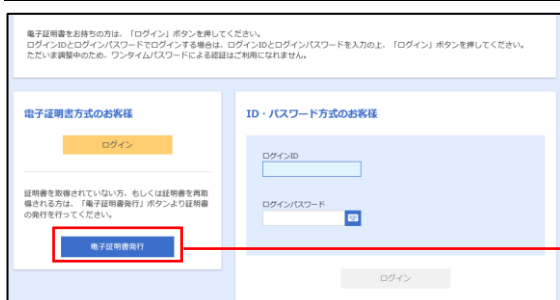 電子証明書をお持ちの方は、「ログイン」ボタンを押してください。
ログインIDとログインパスワードでログインする場合は、ログインIDとログインパスワードを入力の上、「ログイン」ボタンを押してください。
ただいま調整中のため、ワンタイムパスワードによる認証はご利用になれません。
電子証明書方式のお客様
ログイン
証明書を取得されていない方、もしくは証明書を再取
得される方は、「電子証明書発行」ボタンより証明書
の発行を行ってください。
電子証明書発行
ID・パスワード方式のお客様
ログインID
ログインパスワード
ログイン